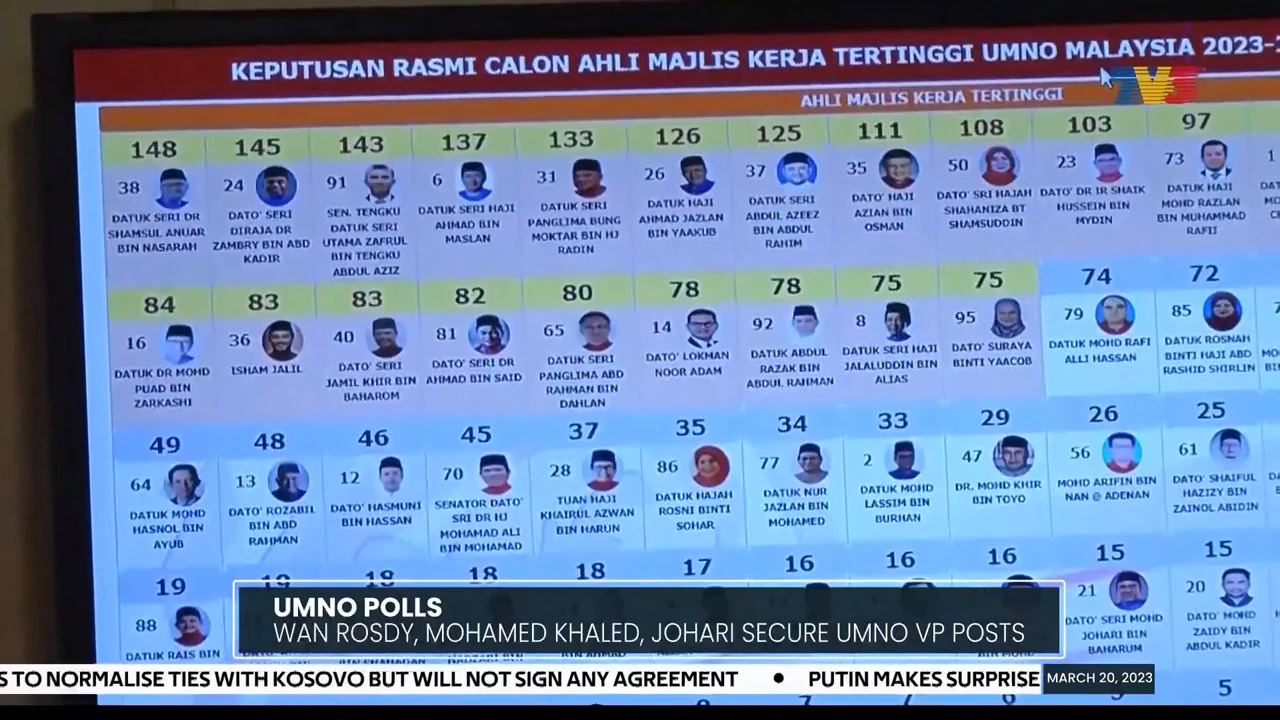 KEPUTUSAN RASMI CALON AHLI MAJLIS KERJA TERTINGGI UMNO MALAYSIA 2023-
TV3
AHLI MAJLIS KERJA TERTINGGI
148 145 143 137 133 126 125 111 108 103 97
38 24 91 6 31 26 37 35 50 23 73
DATUK SERI DR SHAMSUL ANUAR BIN NASARAH
DATO' SERI DIRAJA DR ZAMBRY BIN ABD KADIR
SEN. TENGKU DATUK SERI UTAMA ZAFRUL BIN TENGKU ABDUL AZIZ
DATUK SERI HAJI AHMAD BIN MASLAN
DATUK SERI PANGLIMA BUNG MOKTAR BIN HJ RADIN
DATUK HAJI AHMAD JAZLAN BIN YAAKUB
DATUK SERI ABDUL AZEEZ BIN ABDUL RAHIM
DATO' HAJI AZIAN BIN OSMAN
DATO' SRI HAJAH SHAHANIZA BT SHAMSUDDIN
DATO' DR IR SHAIK HUSSEIN BIN MYDIN
DATUK HAJI MOHD RAZLAN BIN MUHAMMAD RAFII
84 83 83 82 80 78 78 75 75 74 72
16 36 40 81 65 14 92 8 95 79 85
DATUK DR MOHD PUAD BIN ZARKASHI
ISHAM JALIL
DATO' SERI JAMIL KHIR BIN BAHAROM
DATO' SERI DR AHMAD BIN SAID
DATUK SERI PANGLIMA ABD RAHMAN BIN DAHLAN
DATO' LOKMAN NOOR ADAM
DATUK ABDUL RAZAK BIN ABDUL RAHMAN
DATUK SERI HAJI JALALUDDIN BIN ALIAS
DATO' SURAYA BINTI YAACOB
DATUK MOHD RAFI ALLI HASSAN
DATUK ROSNAH BINTI HAJI ABD RASHID SHIRLIN
49 48 46 45 37 35 34 33 29 26 25
64 13 12 70 28 86 77 2 47 56 61
DATUK MOHD HASNOL BIN AYUB
DATO' ROZABIL BIN ABD RAHMAN
DATO' HASMUNI BIN HASSAN
SENATOR DATO' SRI DR HJ MOHAMAD ALI BIN MOHAMAD
TUAN HAJI KHAIRUL AZWAN BIN HARUN
DATUK HAJAH ROSNI BINTI SOHAR
DATUK NUR JAZLAN BIN MOHAMED
DATUK MOHD LASSIM BIN BURHAN
DR. MOHD KHIR BIN TOYO
MOHD ARIFIN BIN NAN @ ADENAN
DATO' SHAIFUL HAZIZY BIN ZAINOL ABIDIN
19 19 18 18 18 17 16 16 16 15 15
88 21 20
DATUK RAIS BIN
DATO' SERI MOHD JOHARI BIN BAHARUM
DATO' MOHD ZAIDY BIN ABDUL KADIR
5
UMNO POLLS
WAN ROSDY, MOHAMED KHALED, JOHARI SECURE UMNO VP POSTS
S TO NORMALISE TIES WITH KOSOVO BUT WILL NOT SIGN ANY AGREEMENT • PUTIN MAKES SURPRISE
MARCH 20, 2023